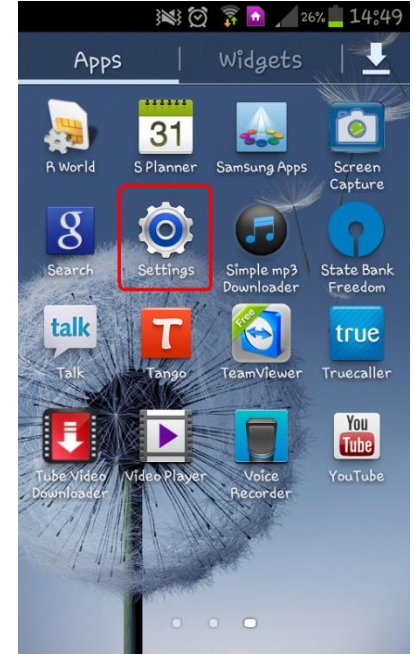 26% 14:49
Apps Widgets
31
R World S Planner Samsung Apps Screen
Capture
g
Search Settings Simple mp3 State Bank
Downloader Freedom
talk T Free true
Talk Tango TeamViewer Truecaller
You
Tube
Tube Video Video Player Voice YouTube
Downloader Recorder